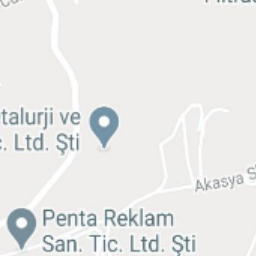 talurji ve
. Ltd. Şti
Akasya S
Penta Reklam
San. Tic. Ltd. Şti